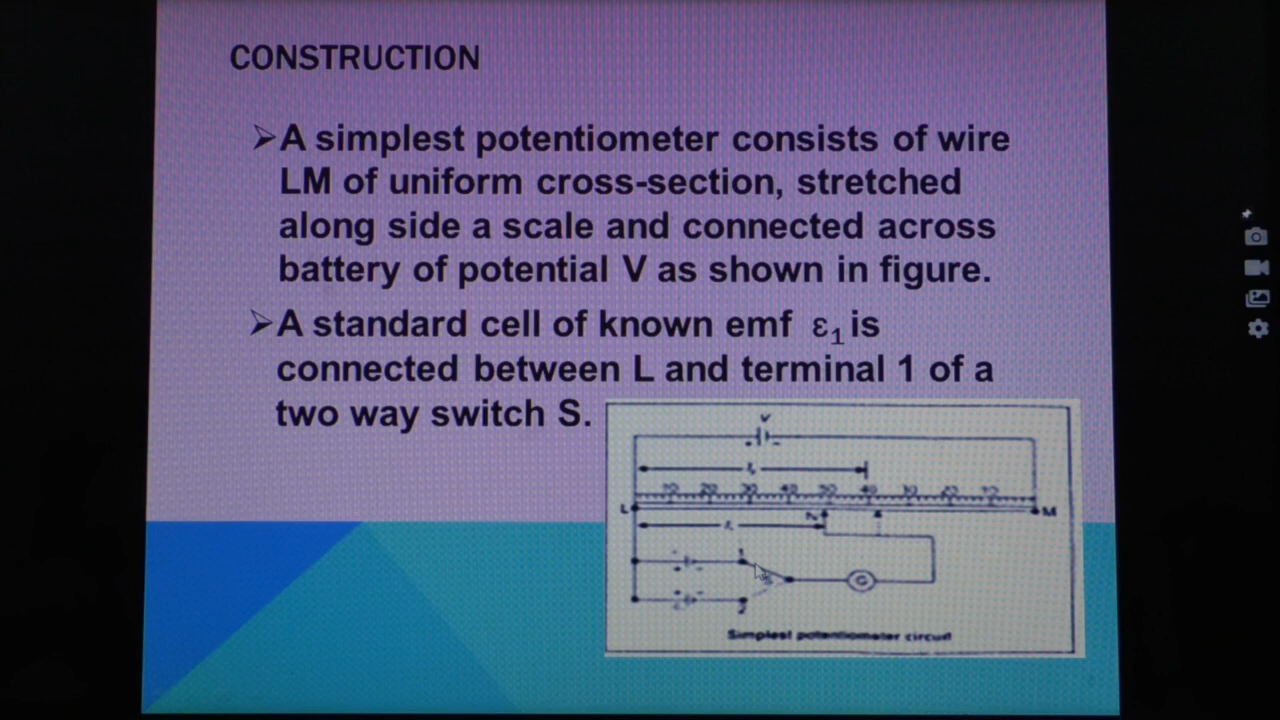 CONSTRUCTION
➢A simplest potentiometer consists of wire
LM of uniform cross-section, stretched
along side a scale and connected across
battery of potential V as shown in figure.
➢A standard cell of known emf ε₁ is
connected between L and terminal 1 of a
two way switch S.
V
L
M
G
Simplest potentiometer circuit